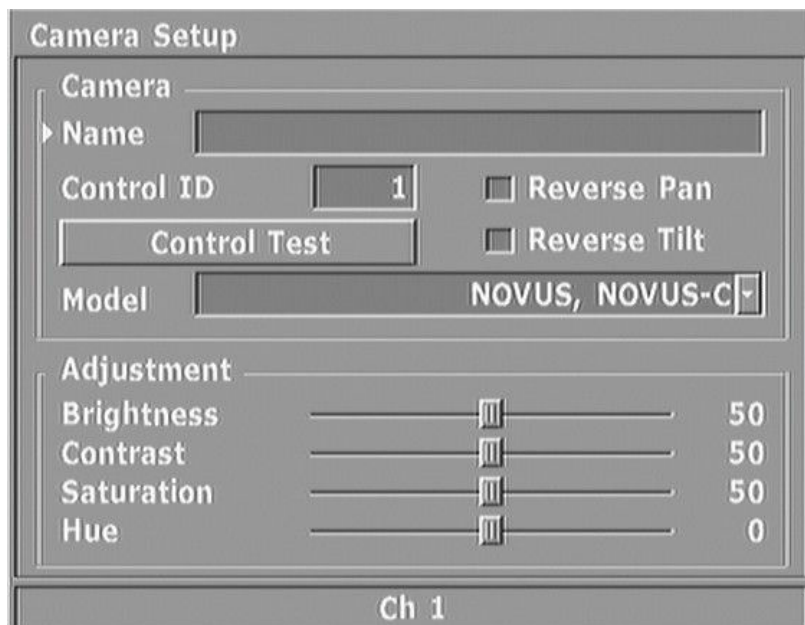 Camera Setup
Camera
Name
Control ID 1 Reverse Pan
Control Test Reverse Tilt
Model NOVUS, NOVUS-C
Adjustment
Brightness 50
Contrast 50
Saturation 50
Hue 0
Ch 1